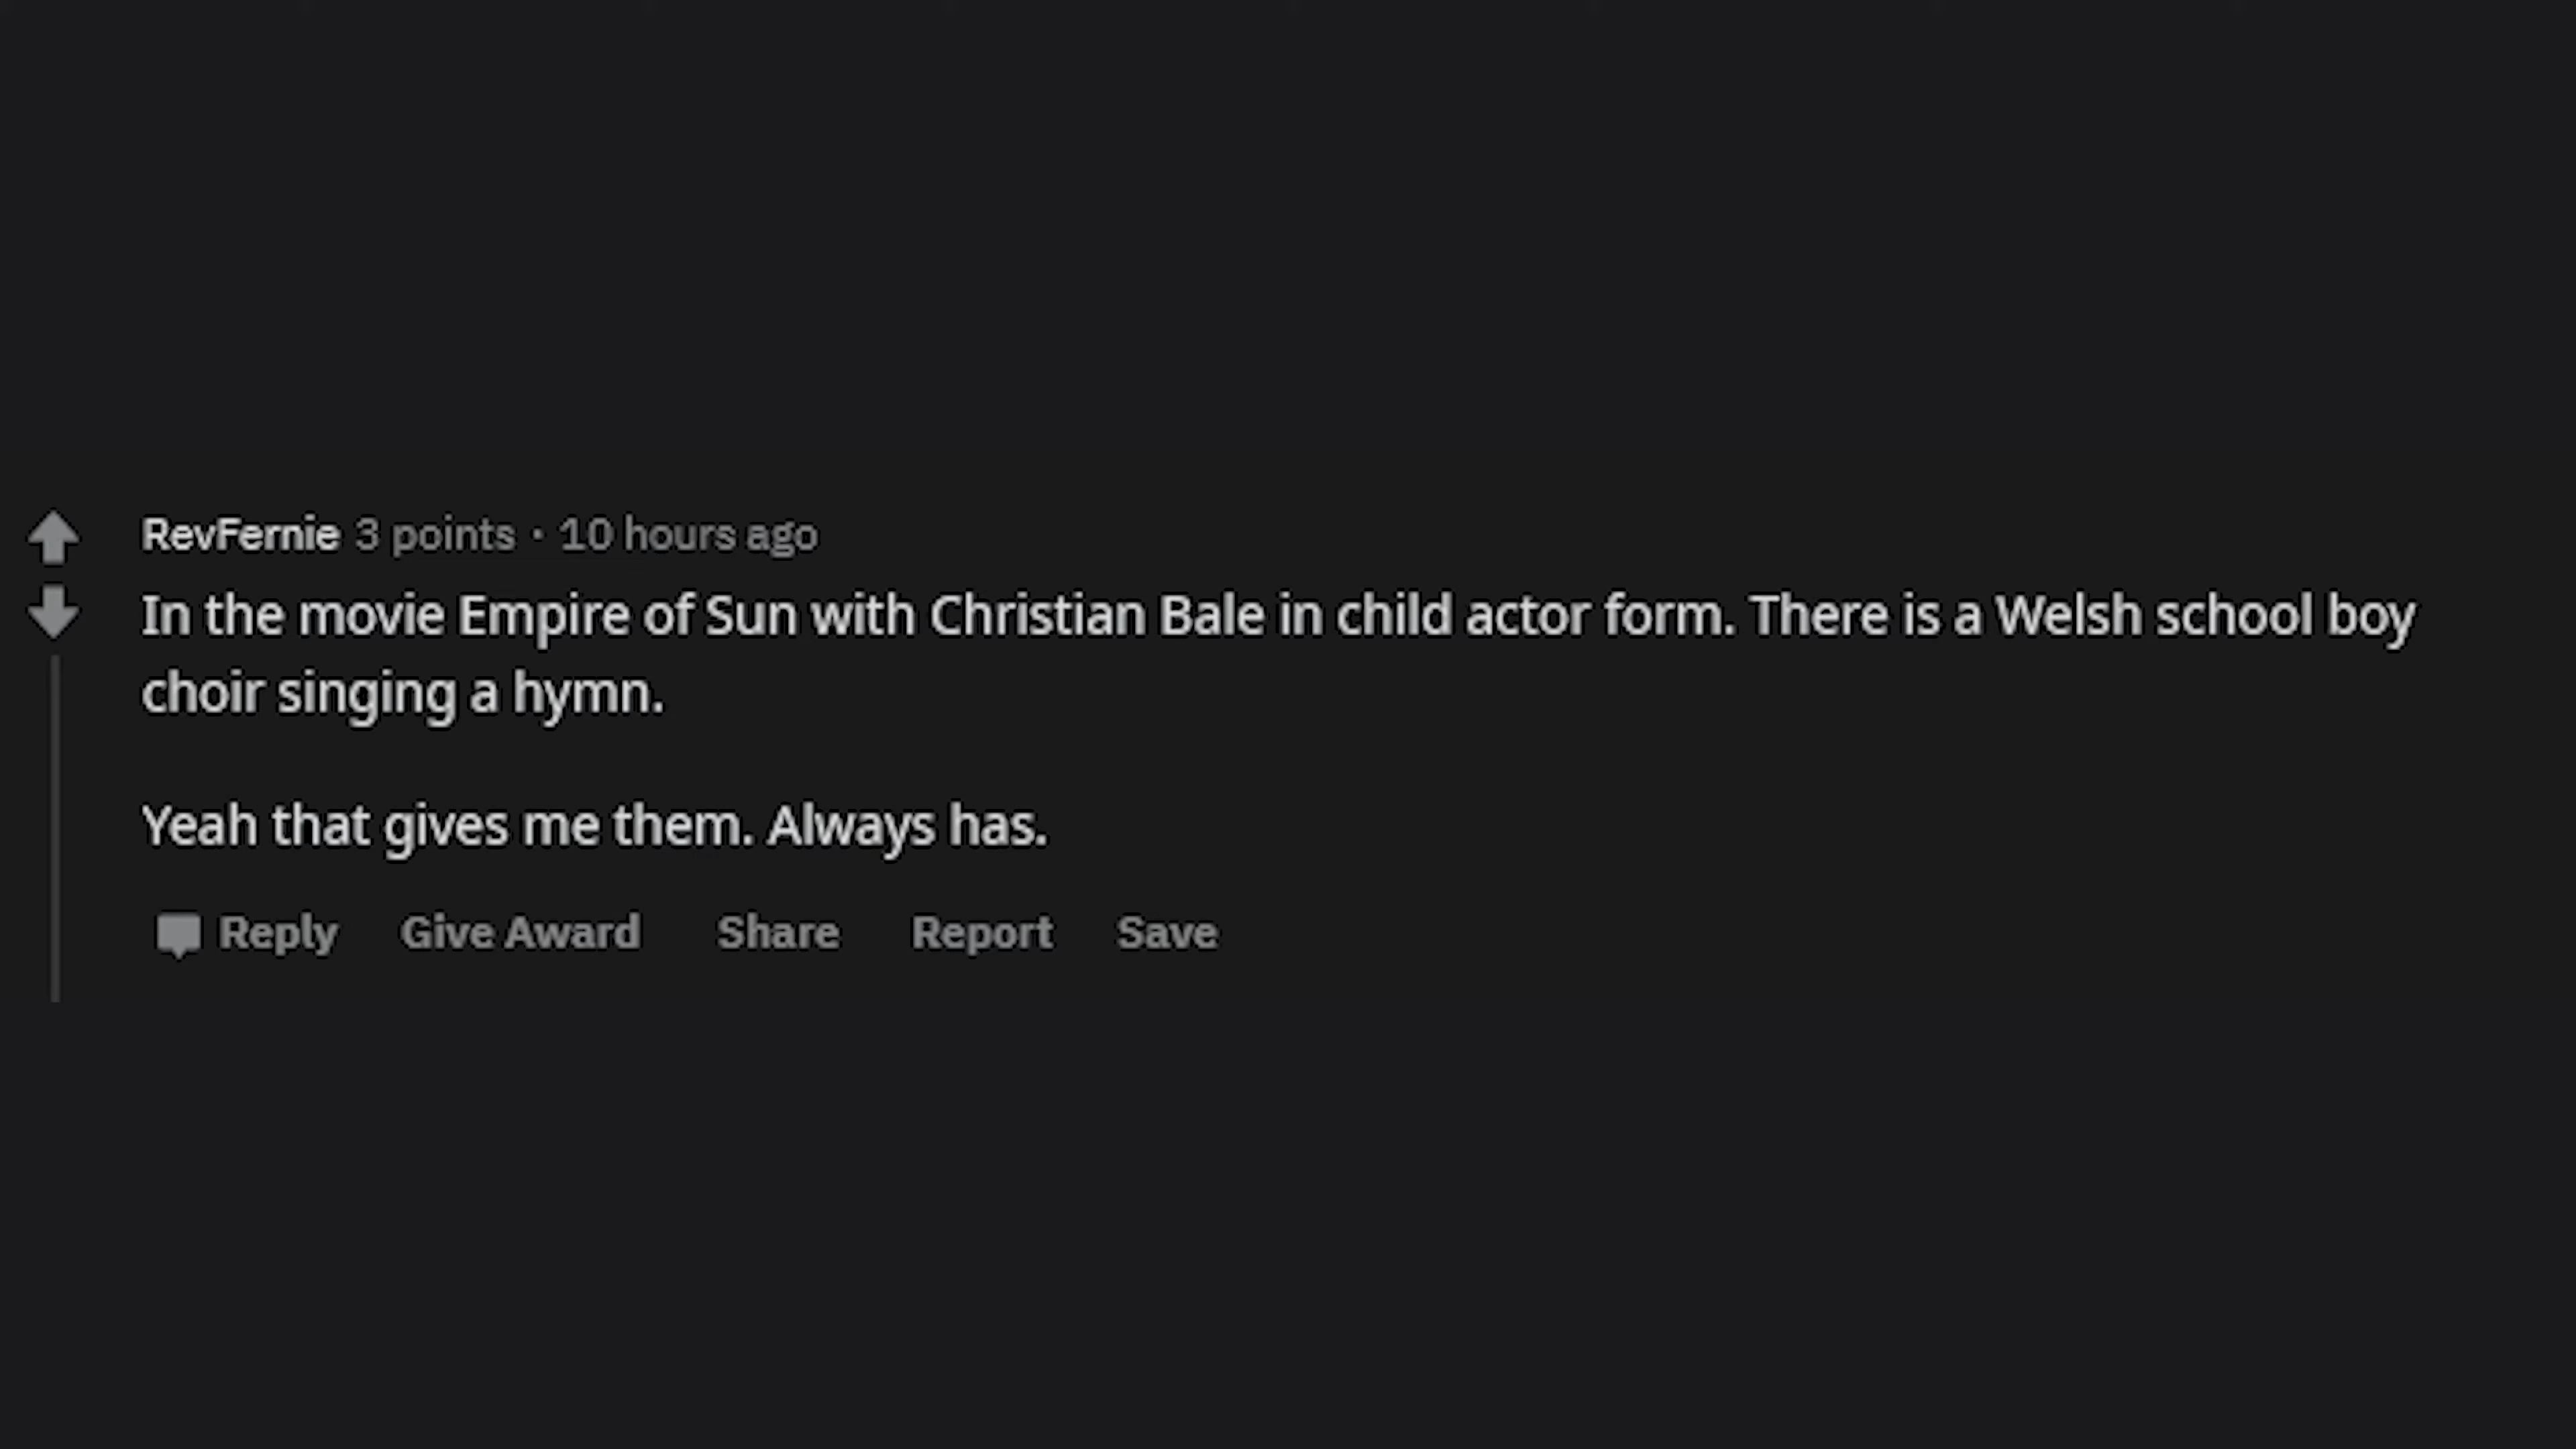 RevFernie 3 points · 10 hours ago
In the movie Empire of Sun with Christian Bale in child actor form. There is a Welsh school boy
choir singing a hymn.
Yeah that gives me them. Always has.
Reply Give Award Share Report Save